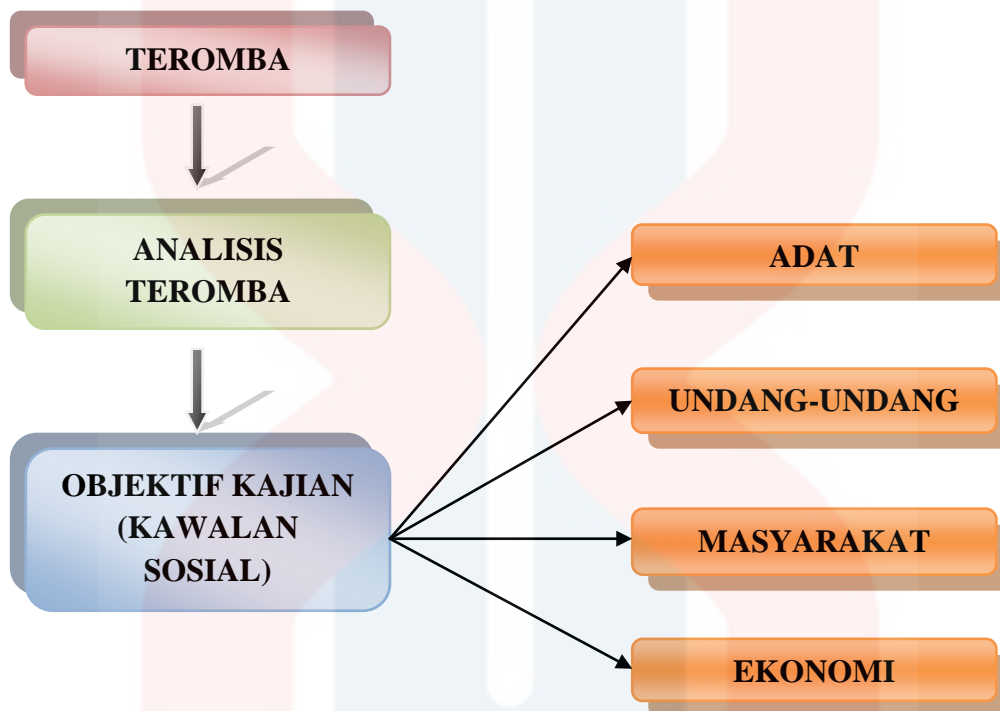 TEROMBA
ANALISIS
TEROMBA
OBJEKTIF KAJIAN
(KAWALAN
SOSIAL)
ADAT
UNDANG-UNDANG
MASYARAKAT
EKONOMI